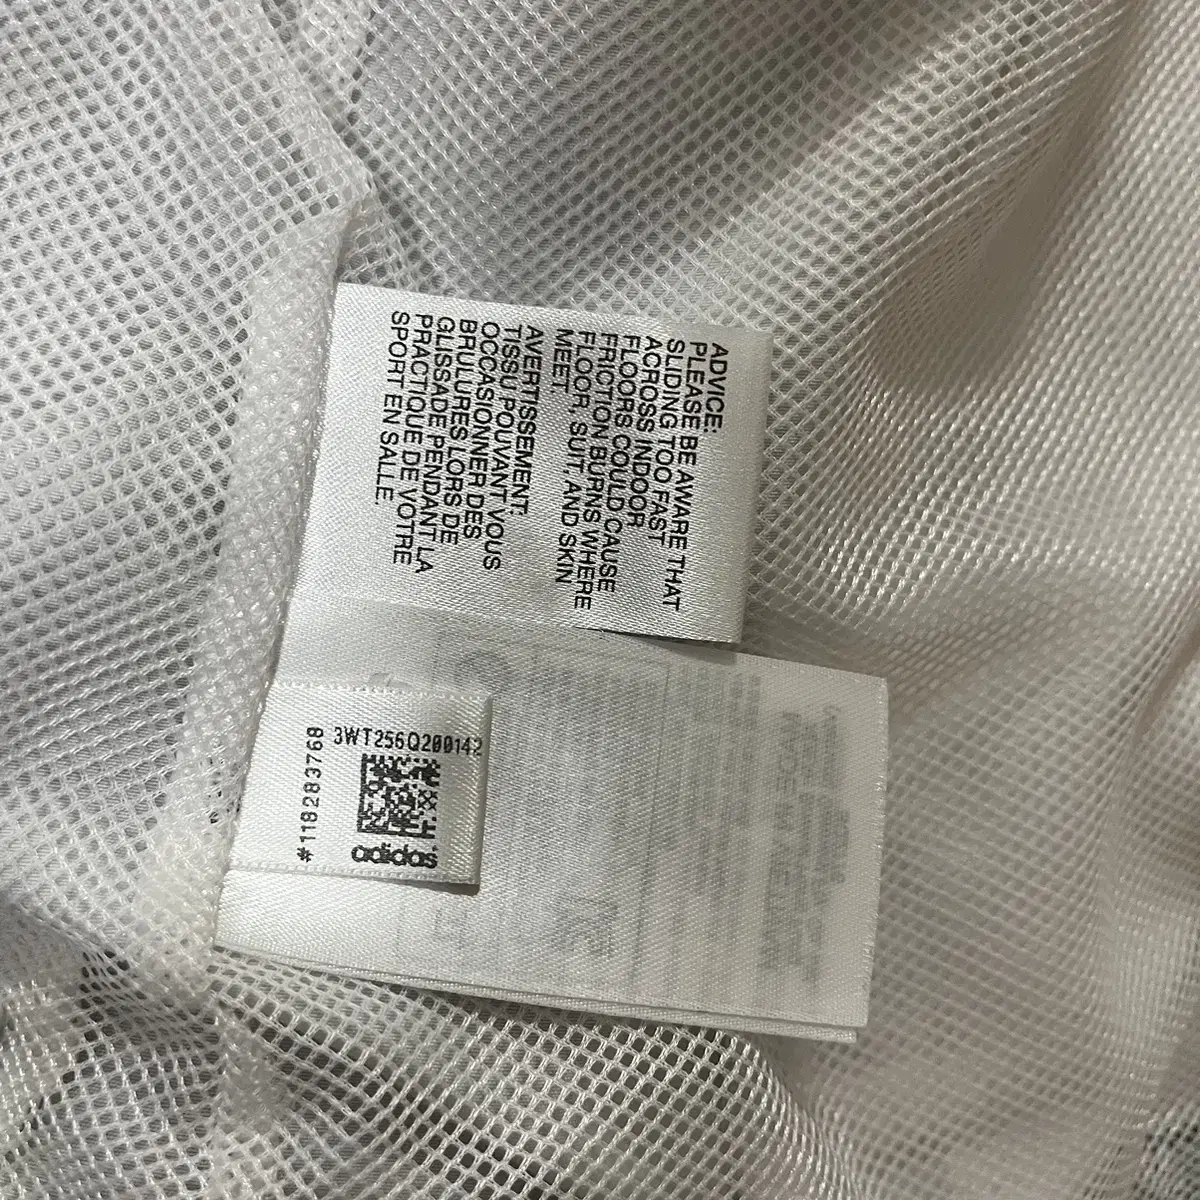 ADVICE:
PLEASE BE AWARE THAT
SLIDING TOO FAST
ACROSS INDOOR
FLOORS COULD CAUSE
FRICTION BURNS WHERE
FLOOR, SUIT, AND SKIN
MEET.
AVERTISSEMENT.
TISSU POUVANT VOUS
OCCASIONNER DES
BRULURES LORS DE
GLISSADE PENDANT LA
PRACTIQUE DE VOTRE
SPORT EN SALLE.
3WT256Q200142
#118283768
adidas